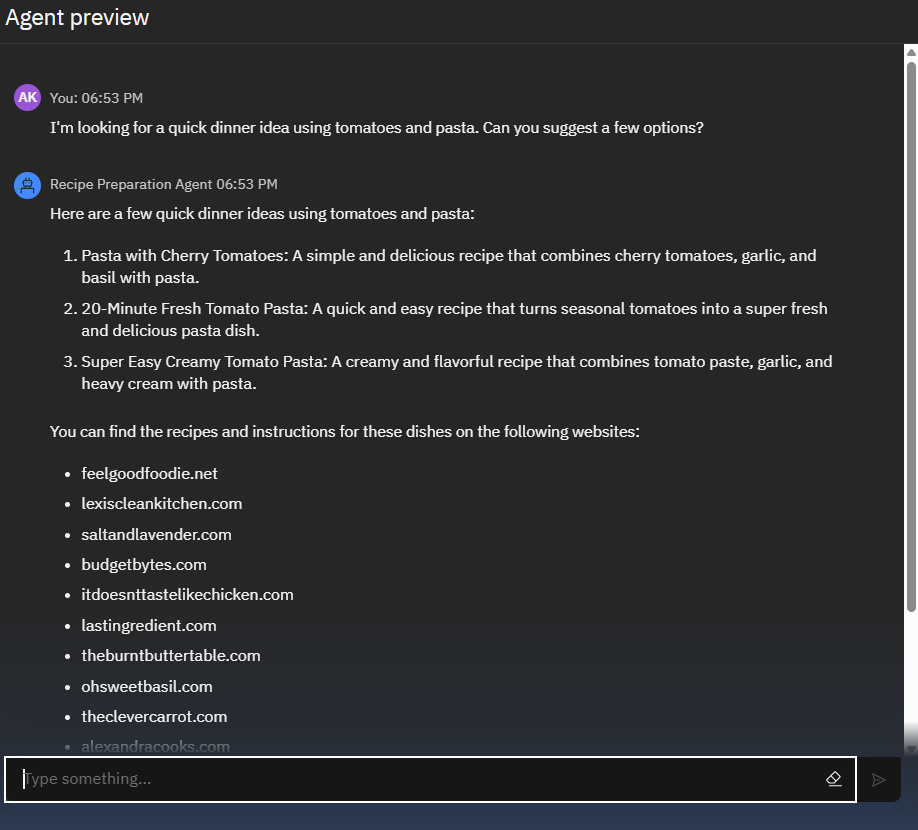 Agent preview
AK
You: 06:53 PM
I'm looking for a quick dinner idea using tomatoes and pasta. Can you suggest a few options?
Recipe Preparation Agent 06:53 PM
Here are a few quick dinner ideas using tomatoes and pasta:
1. Pasta with Cherry Tomatoes: A simple and delicious recipe that combines cherry tomatoes, garlic, and
basil with pasta.
2. 20-Minute Fresh Tomato Pasta: A quick and easy recipe that turns seasonal tomatoes into a super fresh
and delicious pasta dish.
3. Super Easy Creamy Tomato Pasta: A creamy and flavorful recipe that combines tomato paste, garlic, and
heavy cream with pasta.
You can find the recipes and instructions for these dishes on the following websites:
• feelgoodfoodie.net
• lexiscleankitchen.com
• saltandlavender.com
• budgetbytes.com
• itdoesnttastelikechicken.com
• lastingredient.com
• theburntbuttertable.com
• ohsweetbasil.com
• theclevercarrot.com
• alexandracooks.com
Type something...